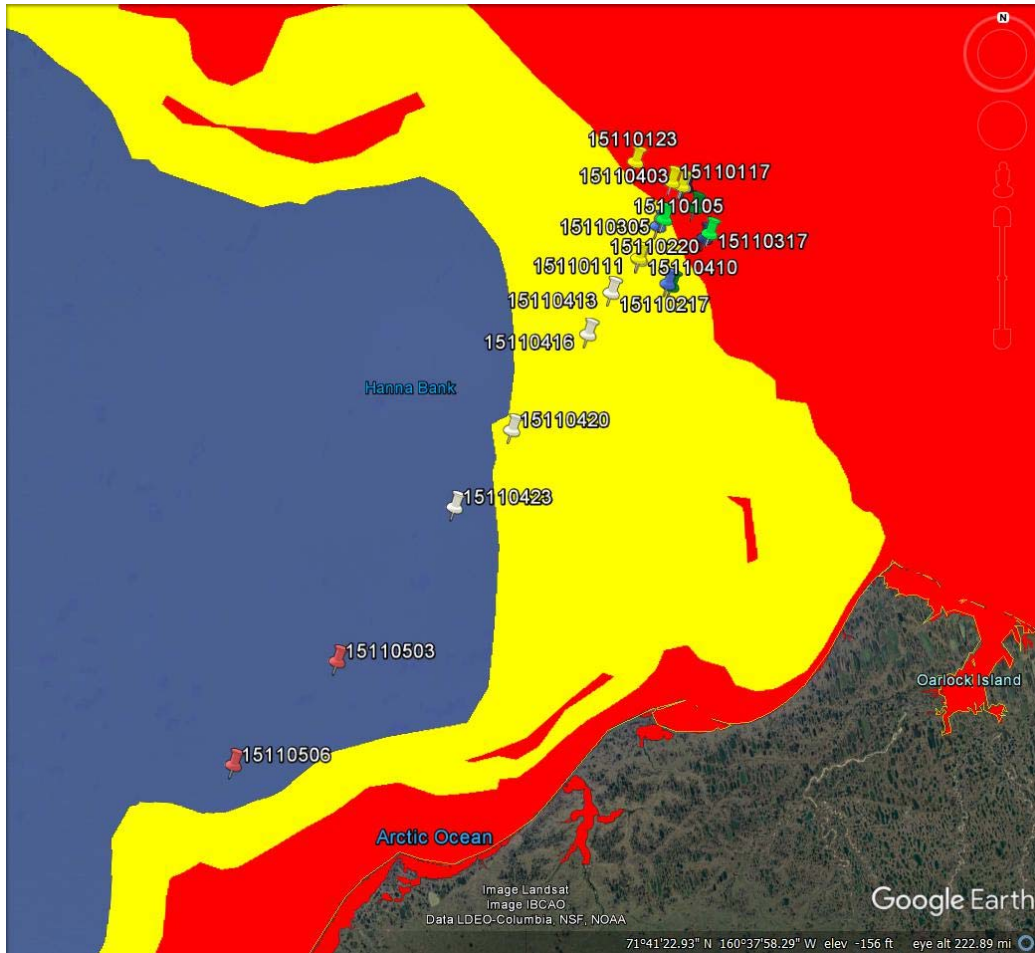 N
15110123
15110403
15110117
15110105
15110305
15110317
15110220
15110111
15110410
15110413
15110217
15110416
Hanna Bank
15110420
15110423
15110503
Oarlock Island
15110506
Arctic Ocean
Image Landsat
Image IBCAO
Data LDEO-Columbia, NSF, NOAA
Google Earth
71°41'22.93" N 160°37'58.29" W elev -156 ft eye alt 222.89 mi